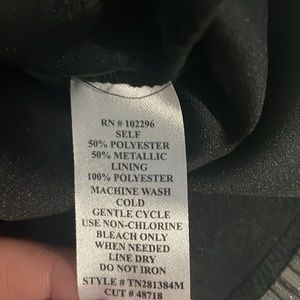 RN # 102296
SELF
50% POLYESTER
50% METALLIC
LINING
100% POLYESTER
MACHINE WASH
COLD
GENTLE CYCLE
USE NON-CHLORINE
BLEACH ONLY
WHEN NEEDED
LINE DRY
DO NOT IRON
STYLE # TN281384M
CUT # 48718